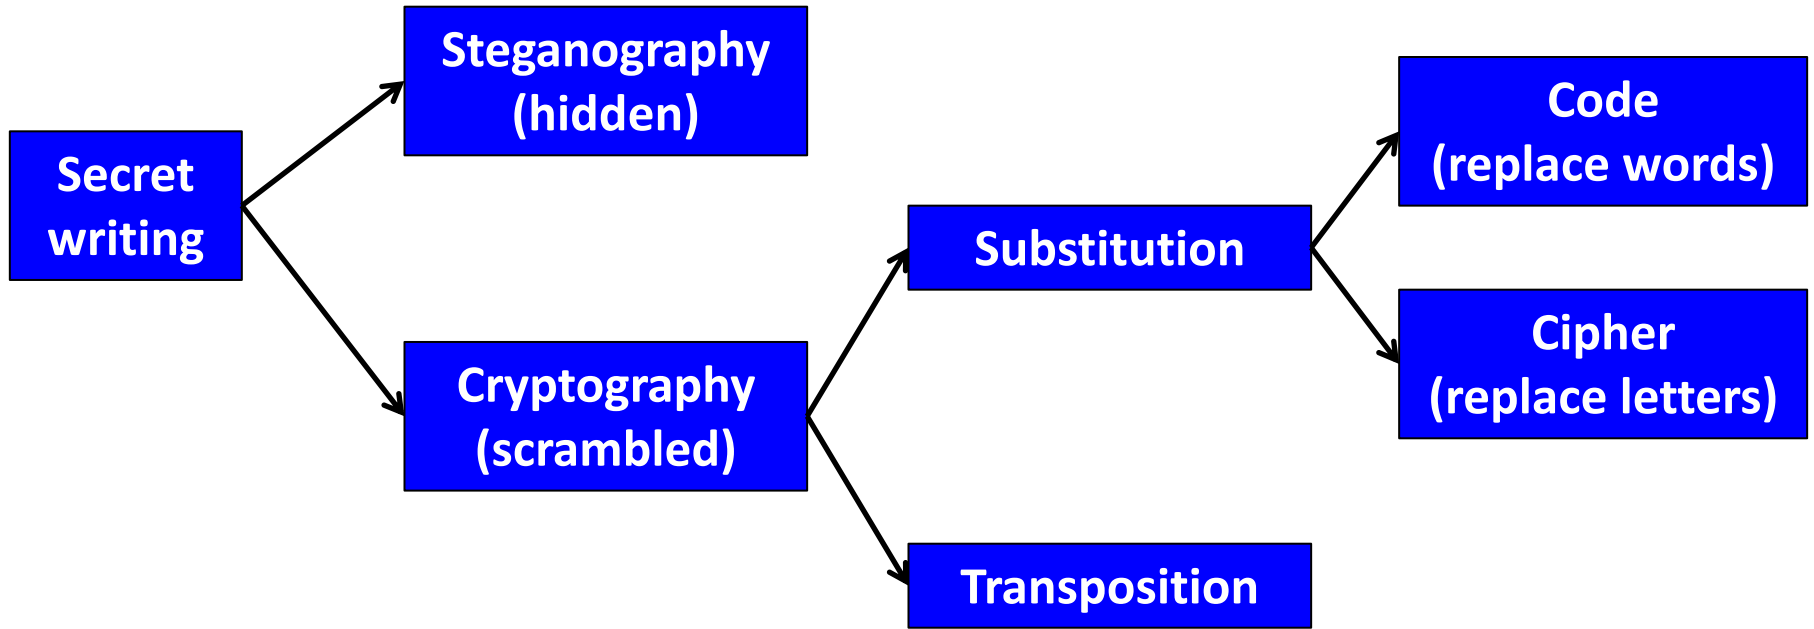 Secret
writing
Steganography
(hidden)
Cryptography
(scrambled)
Substitution
Transposition
Code
(replace words)
Cipher
(replace letters)